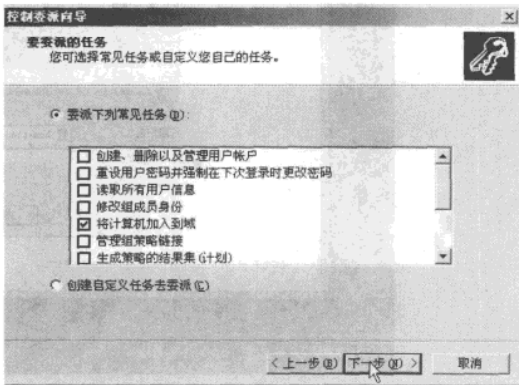 控制委派向导
要委派的任务
您可选择常见任务或自定义您自己的任务。
委派下列常见任务(D):
创建、删除以及管理用户帐户
重设用户密码并强制在下次登录时更改密码
读取所有用户信息
修改组成员身份
将计算机加入到域
管理组策略链接
生成策略的结果集(计划)
创建自定义任务去委派(C)
< 上一步(B) 下一步(N) > 取消